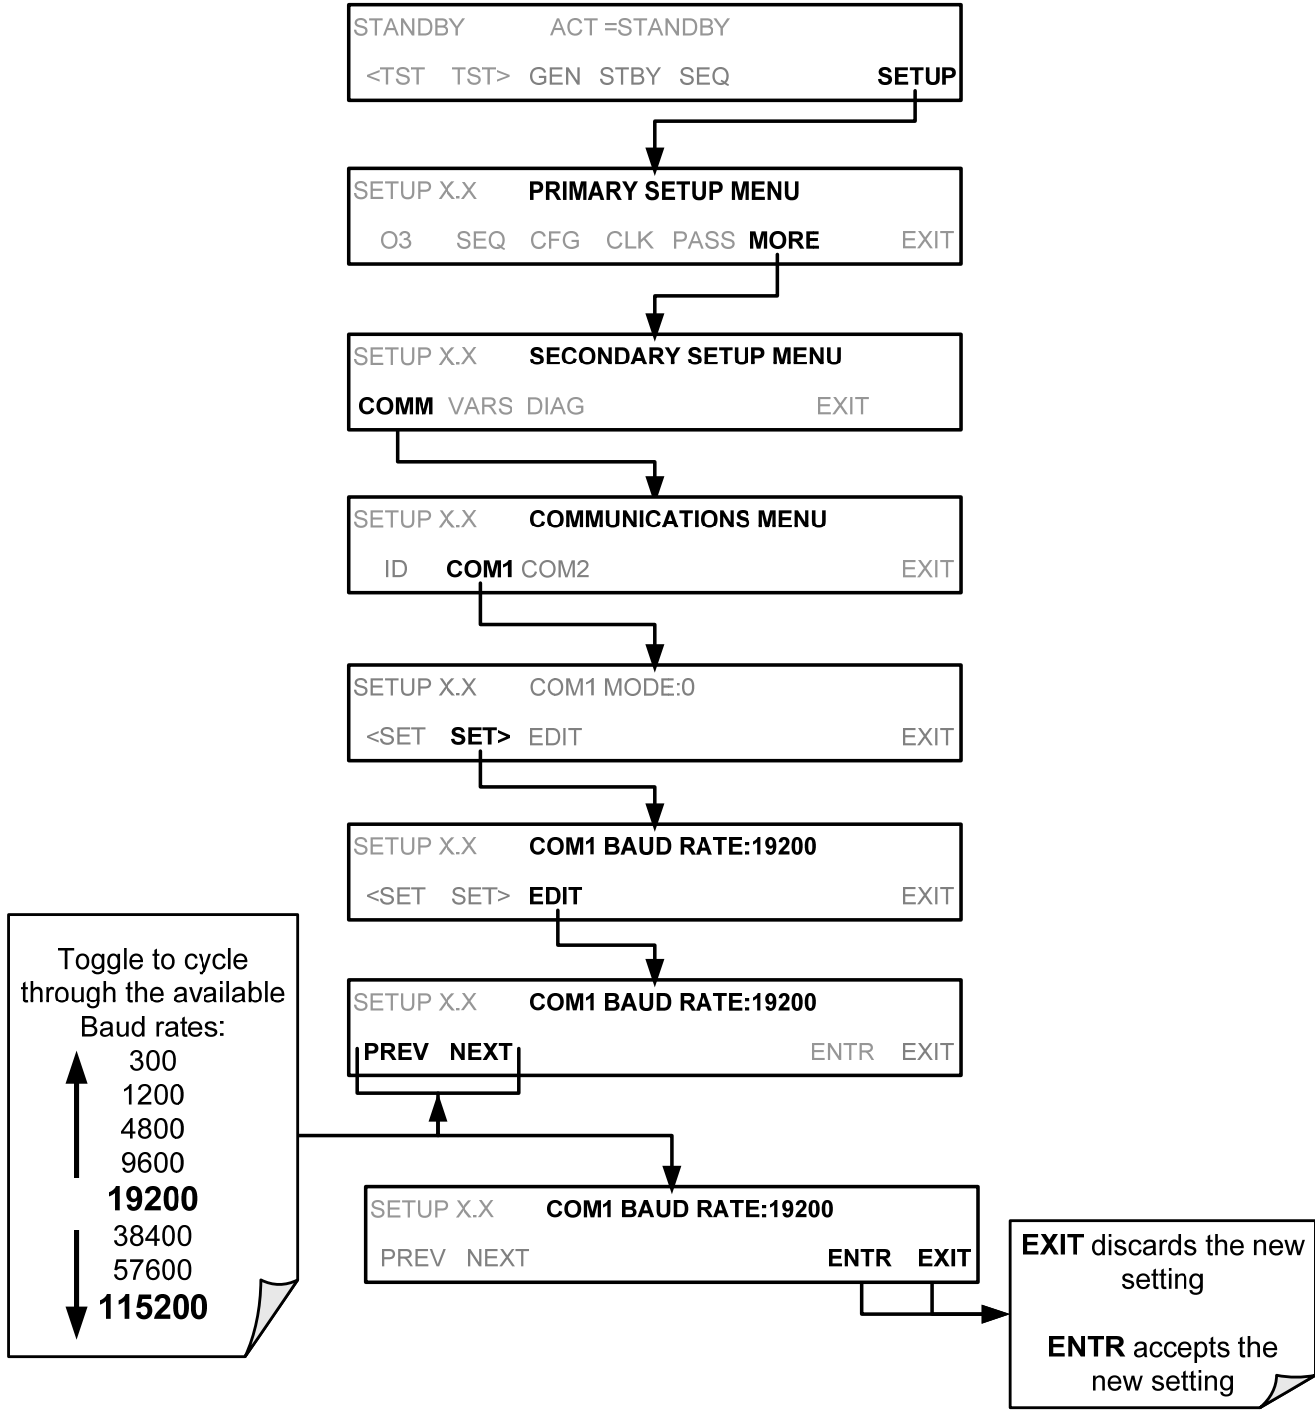 STANDBY ACT =STANDBY
<TST TST> GEN STBY SEQ SETUP
SETUP X.X PRIMARY SETUP MENU
O3 SEQ CFG CLK PASS MORE EXIT
SETUP X.X SECONDARY SETUP MENU
COMM VARS DIAG EXIT
SETUP X.X COMMUNICATIONS MENU
ID COM1 COM2 EXIT
SETUP X.X COM1 MODE:0
<SET SET> EDIT EXIT
SETUP X.X COM1 BAUD RATE:19200
<SET SET> EDIT EXIT
SETUP X.X COM1 BAUD RATE:19200
PREV NEXT ENTR EXIT
Toggle to cycle
through the available
Baud rates:
300
1200
4800
9600
19200
38400
57600
115200
SETUP X.X COM1 BAUD RATE:19200
PREV NEXT ENTR EXIT
EXIT discards the new
setting
ENTR accepts the
new setting